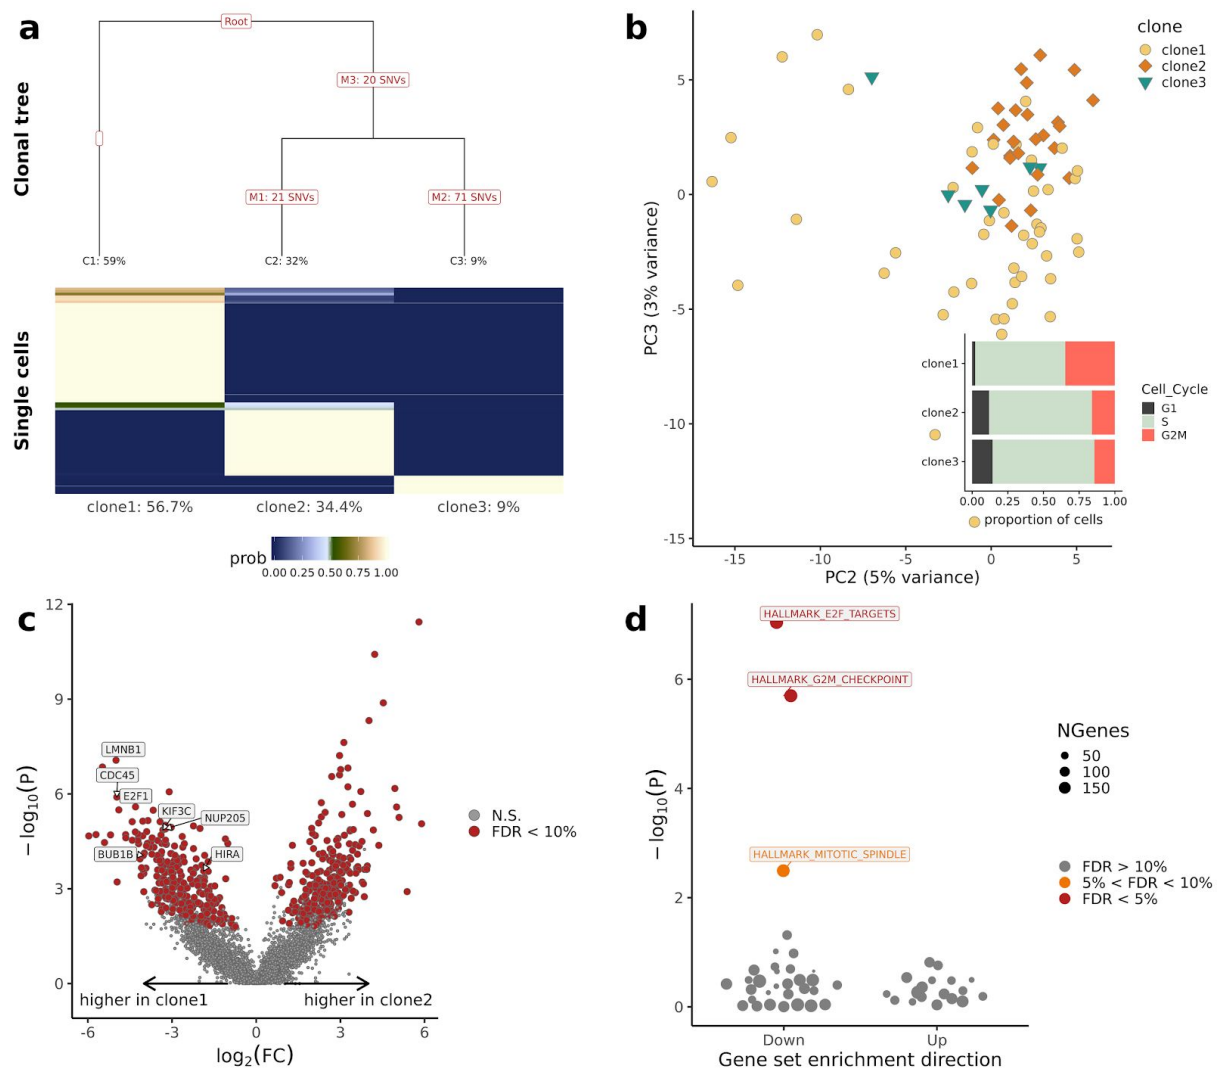 a
Clonal tree
Root
M3: 20 SNVs
M1: 21 SNVs
M2: 71 SNVs
C1: 59%
C2: 32%
C3: 9%
Single cells
clone1: 56.7%
clone2: 34.4%
clone3: 9%
prob
0.00 0.25 0.50 0.75 1.00
b
clone
clone1
clone2
clone3
PC3 (3% variance)
5
0
-5
-10
-15
-15
-10
-5
0
5
PC2 (5% variance)
clone1
clone2
clone3
0.00 0.25 0.50 0.75 1.00
proportion of cells
Cell_Cycle
G1
S
G2M
c
−log10(P)
12
9
6
3
0
LMNB1
CDC45
E2F1
KIF3C
NUP205
BUB1B
HIRA
higher in clone1
higher in clone2
-6
-3
0
3
6
log2(FC)
N.S.
FDR < 10%
d
−log10(P)
6
4
2
0
HALLMARK_E2F_TARGETS
HALLMARK_G2M_CHECKPOINT
HALLMARK_MITOTIC_SPINDLE
Down
Up
Gene set enrichment direction
NGenes
50
100
150
FDR > 10%
5% < FDR < 10%
FDR < 5%